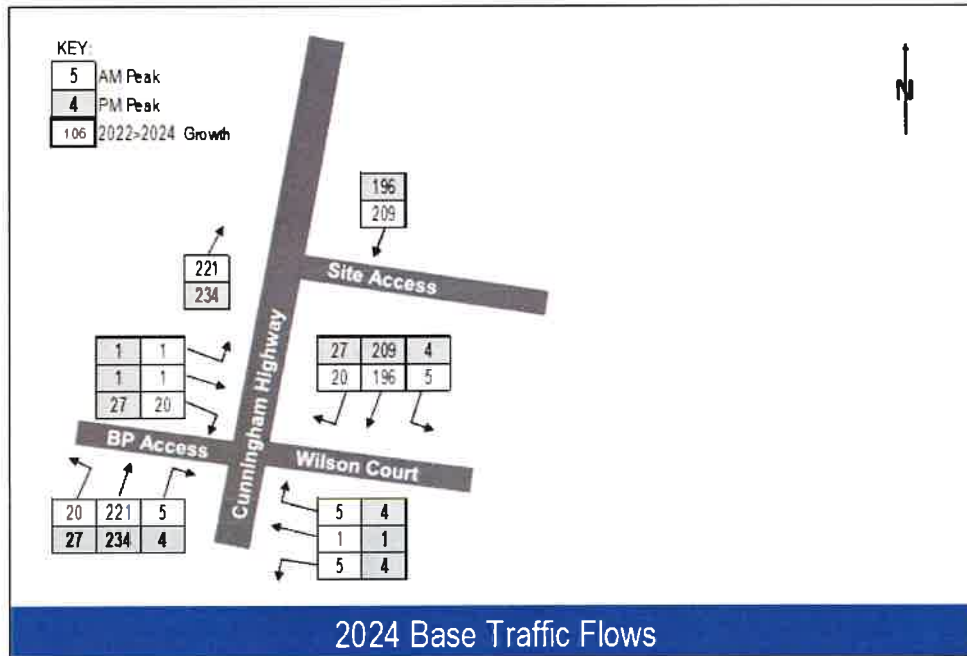 KEY:
5 AM Peak
4 PM Peak
106 2022>2024 Growth
N
196
209
221
234
Site Access
Cunningham Highway
1 1
1 1
27 20
27 209 4
20 196 5
BP Access
Wilson Court
20 221 5
27 234 4
5 4
1 1
5 4
2024 Base Traffic Flows